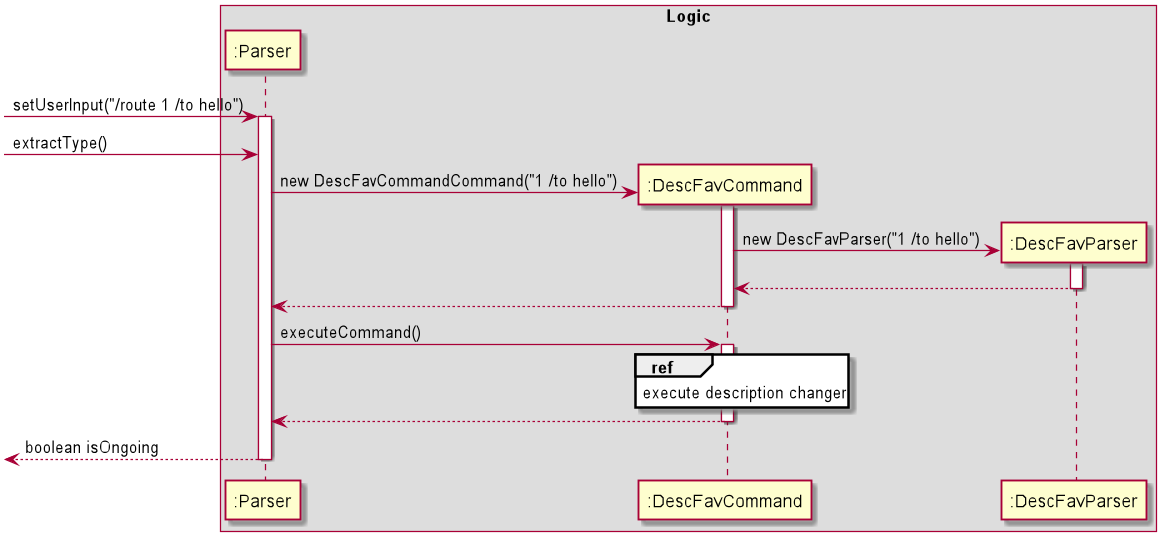 Logic
:Parser
setUserInput("/route 1 /to hello")
extractType()
new DescFavCommandCommand("1 /to hello")
:DescFavCommand
new DescFavParser("1 /to hello")
:DescFavParser
executeCommand()
ref
execute description changer
boolean isOngoing
:Parser
:DescFavCommand
:DescFavParser